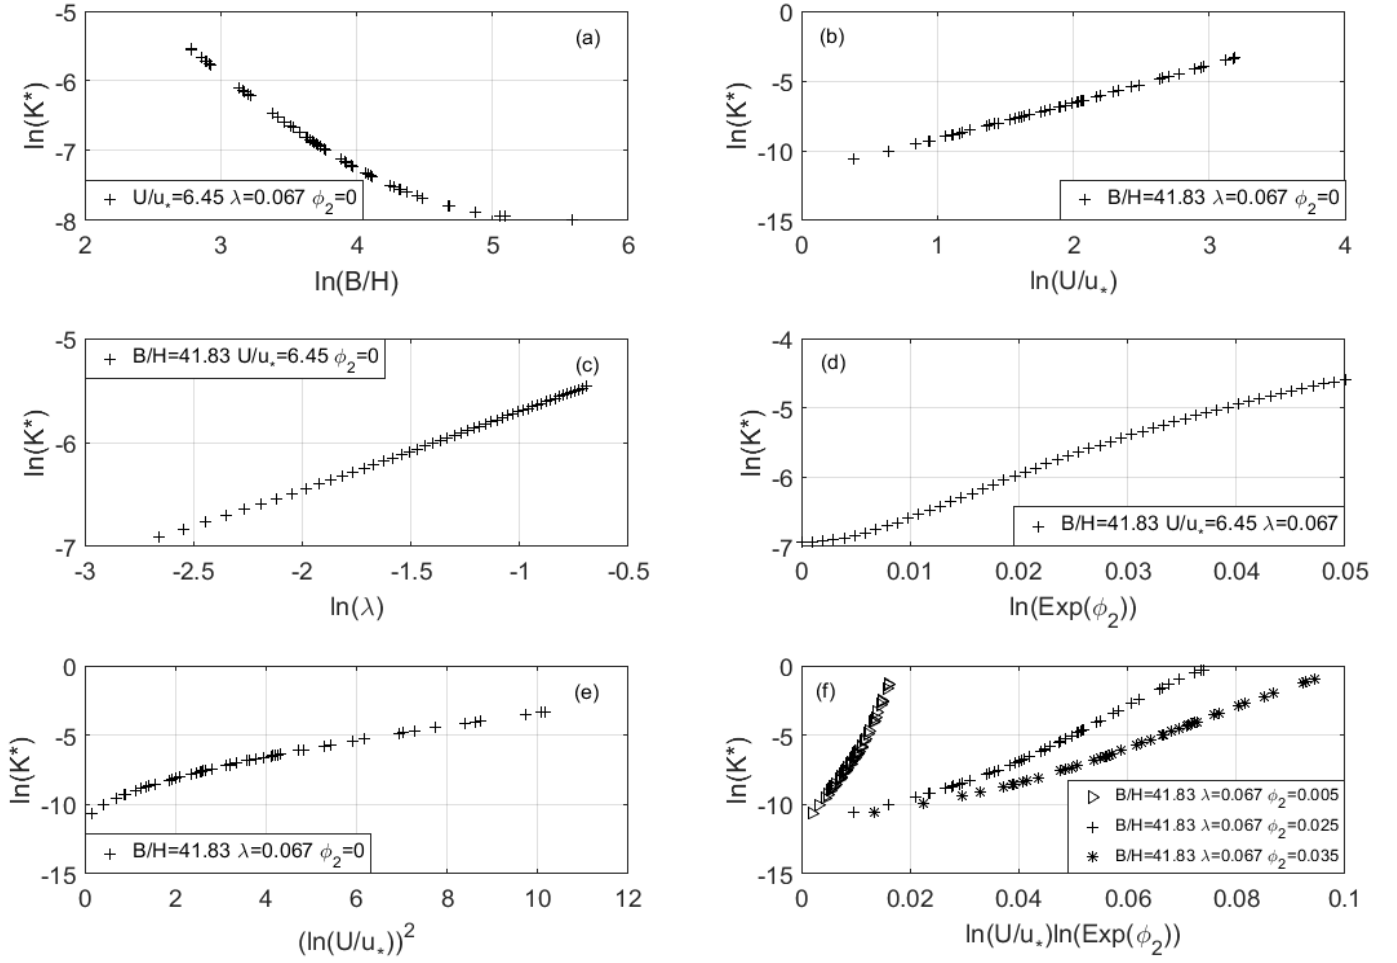 -5
-6
-7
-8
ln(K*)
(a)
U/u*=6.45 λ=0.067 ϕ2=0
2 3 4 5 6
ln(B/H)
0
-5
-10
-15
ln(K*)
(b)
B/H=41.83 λ=0.067 ϕ2=0
0 1 2 3 4
ln(U/u*)
-5
-6
-7
ln(K*)
B/H=41.83 U/u*=6.45 ϕ2=0
(c)
-3 -2.5 -2 -1.5 -1 -0.5
ln(λ)
-4
-5
-6
-7
ln(K*)
(d)
B/H=41.83 U/u*=6.45 λ=0.067
0 0.01 0.02 0.03 0.04 0.05
ln(Exp(ϕ2))
0
-5
-10
-15
ln(K*)
(e)
B/H=41.83 λ=0.067 ϕ2=0
0 2 4 6 8 10 12
(ln(U/u*))2
0
-5
-10
-15
ln(K*)
(f)
B/H=41.83 λ=0.067 ϕ2=0.005
B/H=41.83 λ=0.067 ϕ2=0.025
B/H=41.83 λ=0.067 ϕ2=0.035
0 0.02 0.04 0.06 0.08 0.1
ln(U/u*)ln(Exp(ϕ2))